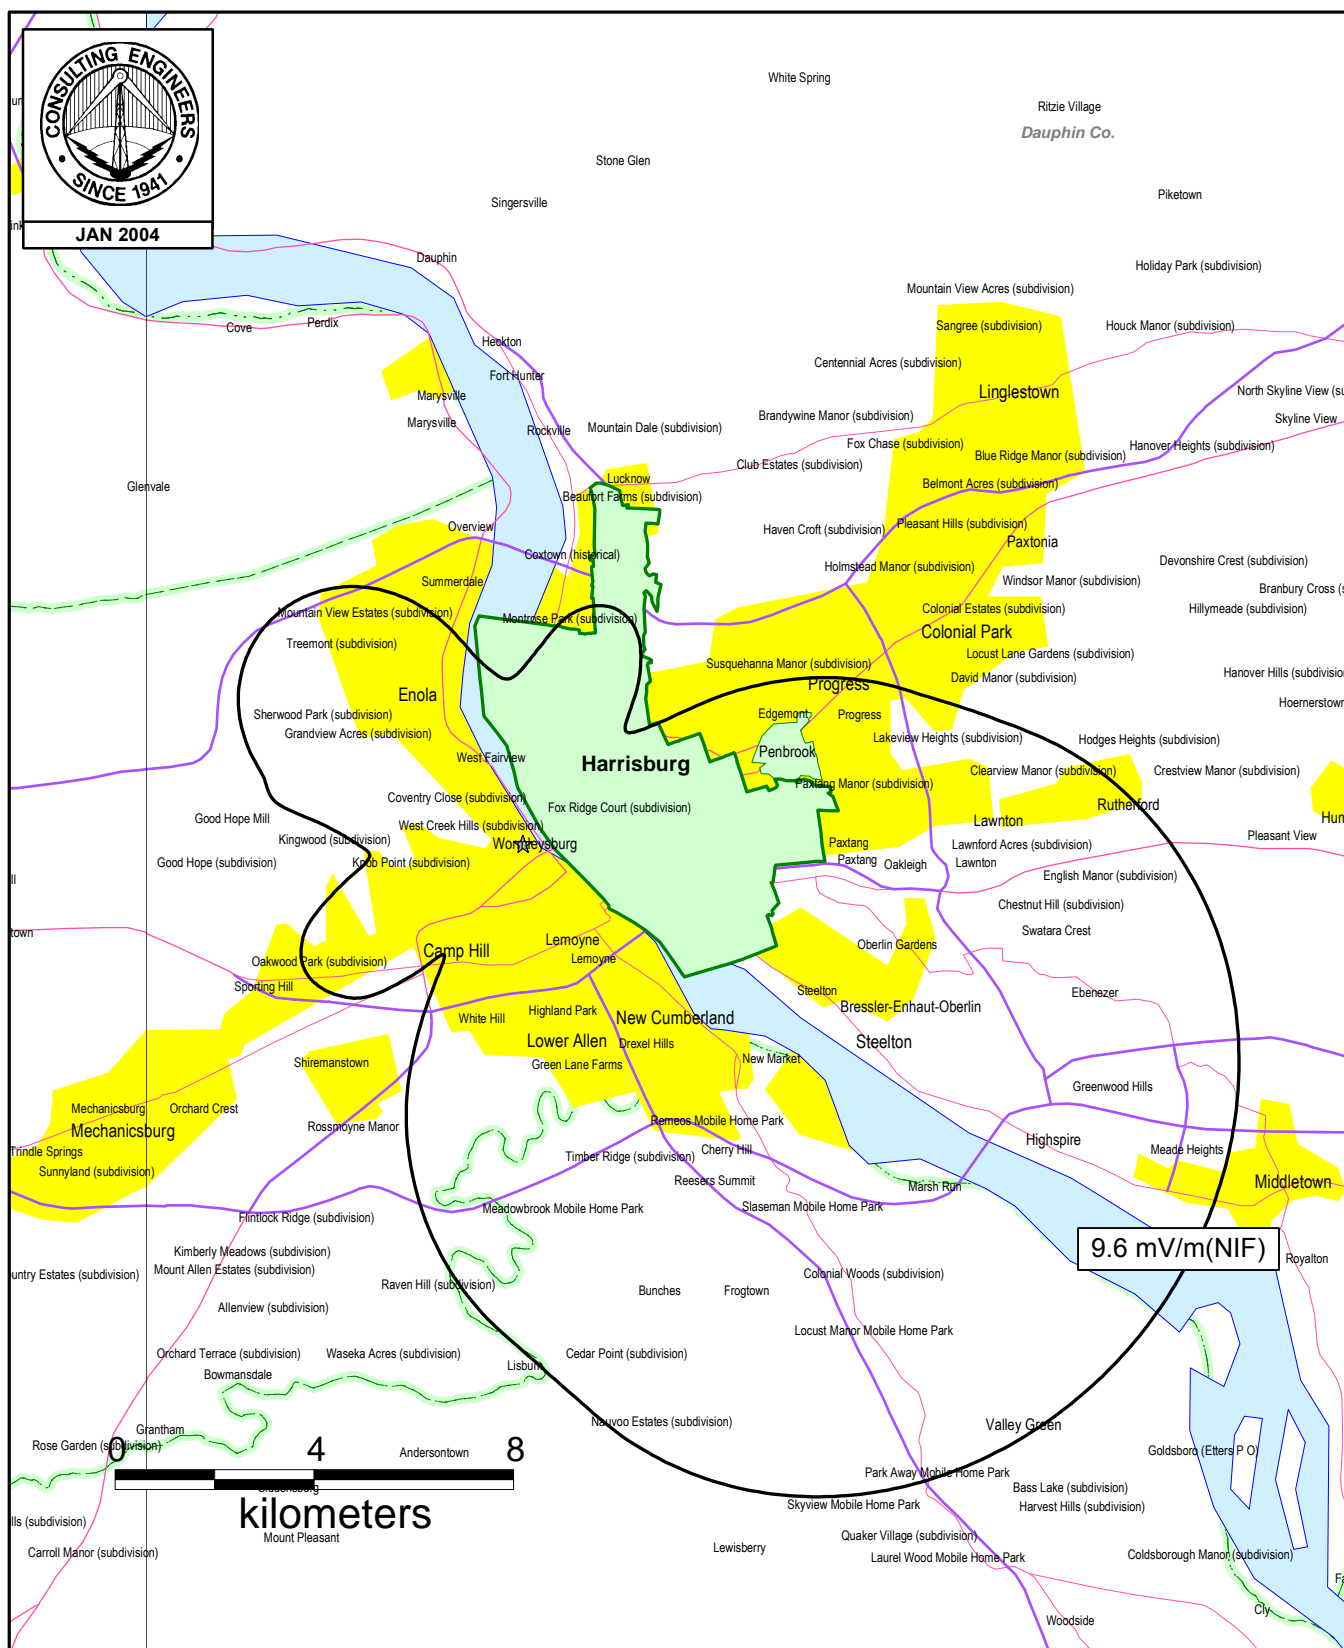 CONSULTING ENGINEERS
SINCE 1941
JAN 2004
White Spring
Ritzie Village
Dauphin Co.
Stone Glen
Piketown
Singersville
Dauphin
Holiday Park (subdivision)
Mountain View Acres (subdivision)
Cove
Perdix
Sangree (subdivision)
Houck Manor (subdivision)
Heckton
Centennial Acres (subdivision)
Fort Hunter
Linglestown
North Skyline View (su
Marysville
Brandywine Manor (subdivision)
Skyline View
Marysville
Rockville
Mountain Dale (subdivision)
Fox Chase (subdivision)
Hanover Heights (subdivision)
Blue Ridge Manor (subdivision)
Club Estates (subdivision)
Glenvale
Lucknow
Belmont Acres (subdivision)
Beaufort Farms (subdivision)
Overview
Haven Croft (subdivision)
Pleasant Hills (subdivision)
Paxtonia
Coxtown (historical)
Devonshire Crest (subdivision)
Holmstead Manor (subdivision)
Summerdale
Windsor Manor (subdivision)
Branbury Cross (s
Mountain View Estates (subdivision)
Montrose Park (subdivision)
Colonial Estates (subdivision)
Hillymeade (subdivision)
Colonial Park
Treemont (subdivision)
Locust Lane Gardens (subdivision)
Susquehanna Manor (subdivision)
Hanover Hills (subdivision
David Manor (subdivision)
Enola
Progress
Hoernerstown
Sherwood Park (subdivision)
Edgemont
Progress
Grandview Acres (subdivision)
Lakeview Heights (subdivision)
Hodges Heights (subdivision)
West Fairview
Harrisburg
Penbrook
Clearview Manor (subdivision)
Crestview Manor (subdivision)
Paxtang Manor (subdivision)
Coventry Close (subdivision)
Fox Ridge Court (subdivision)
Rutherford
Good Hope Mill
West Creek Hills (subdivision)
Lawnton
Hum
Kingwood (subdivision)
Wormleysburg
Paxtang
Lawnford Acres (subdivision)
Pleasant View
Good Hope (subdivision)
Knob Point (subdivision)
Paxtang
Oakleigh
Lawnton
ll
English Manor (subdivision)
Chestnut Hill (subdivision)
town
Swatara Crest
Camp Hill
Lemoyne
Oberlin Gardens
Lemoyne
Oakwood Park (subdivision)
Sporting Hill
Steelton
Ebenezer
Bressler-Enhaut-Oberlin
White Hill
Highland Park
New Cumberland
Lower Allen
Drexel Hills
Steelton
Shiremanstown
Green Lane Farms
New Market
Greenwood Hills
Mechanicsburg
Orchard Crest
Mechanicsburg
Rossmoyne Manor
Remeos Mobile Home Park
Highspire
Trindle Springs
Timber Ridge (subdivision)
Cherry Hill
Meade Heights
Sunnyland (subdivision)
Reesers Summit
Marsh Run
Middletown
Flintlock Ridge (subdivision)
Meadowbrook Mobile Home Park
Slaseman Mobile Home Park
9.6 mV/m(NIF)
Kimberly Meadows (subdivision)
Royalton
ountry Estates (subdivision)
Mount Allen Estates (subdivision)
Colonial Woods (subdivision)
Raven Hill (subdivision)
Bunches
Frogtown
Allenview (subdivision)
Locust Manor Mobile Home Park
Orchard Terrace (subdivision)
Waseka Acres (subdivision)
Cedar Point (subdivision)
Lisburn
Bowmansdale
Nauvoo Estates (subdivision)
Valley Green
Grantham
Rose Garden (subdivision)
Andersontown
Goldsboro (Etters P O)
0 4 8
Park Away Mobile Home Park
Bass Lake (subdivision)
Skyview Mobile Home Park
Harvest Hills (subdivision)
kilometers
lls (subdivision)
Mount Pleasant
Quaker Village (subdivision)
Lewisberry
Carroll Manor (subdivision)
Laurel Wood Mobile Home Park
Coldsborough Manor (subdivision)
Fa
Cly
Woodside